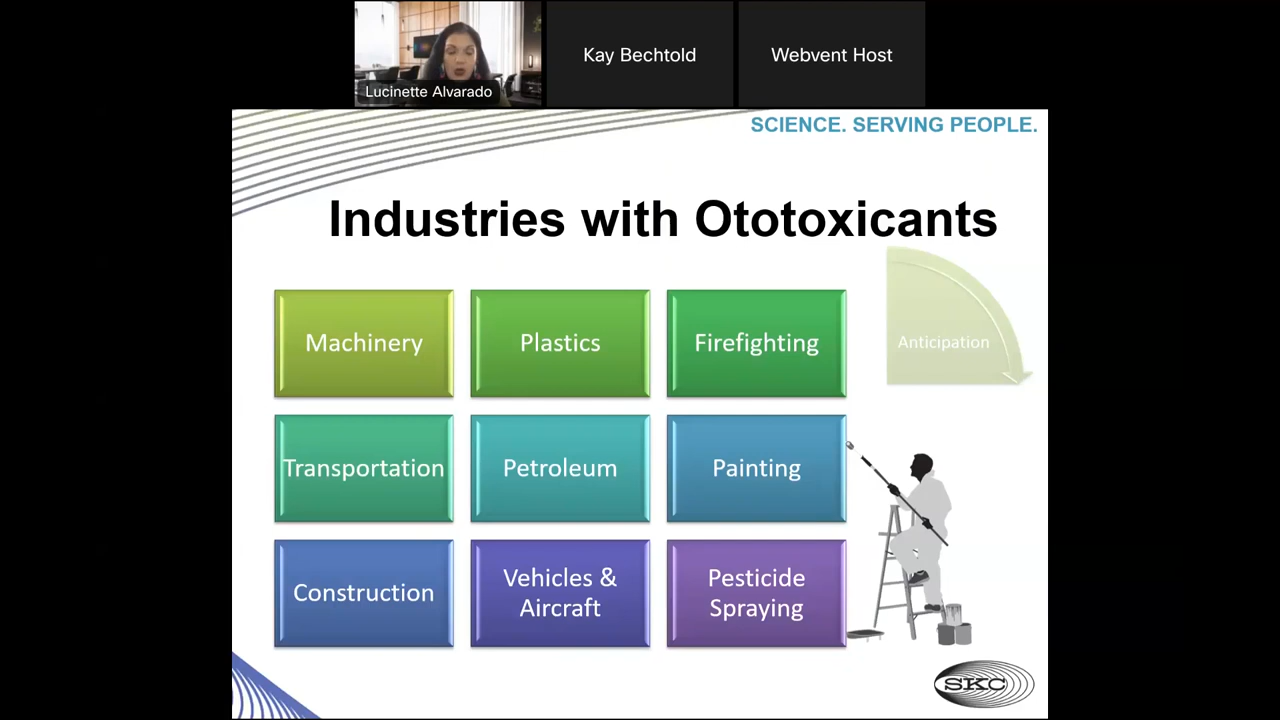 Lucinette Alvarado
Kay Bechtold
Webvent Host
SCIENCE. SERVING PEOPLE.
Industries with Ototoxicants
Machinery
Plastics
Firefighting
Anticipation
Transportation
Petroleum
Painting
Construction
Vehicles &
Aircraft
Pesticide
Spraying
SKC